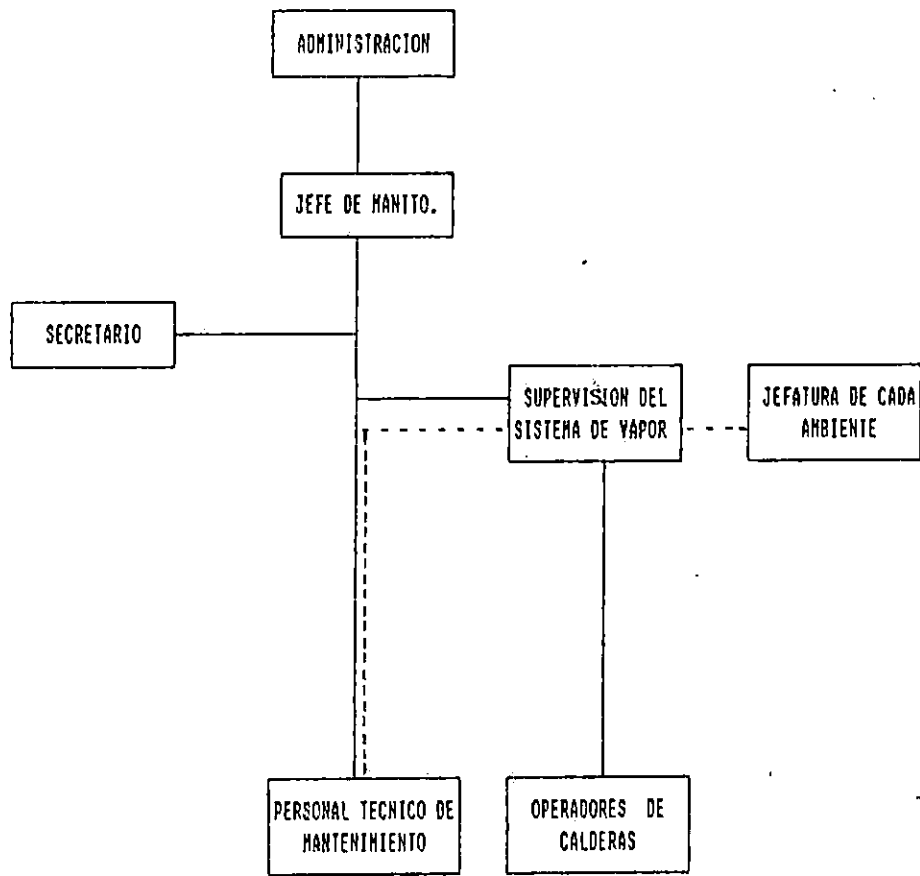 ADMINISTRACION
JEFE DE MANTTO.
SECRETARIO
SUPERVISION DEL
SISTEMA DE VAPOR
JEFATURA DE CADA
AMBIENTE
PERSONAL TECNICO DE
MANTENIMIENTO
OPERADORES DE
CALDERAS